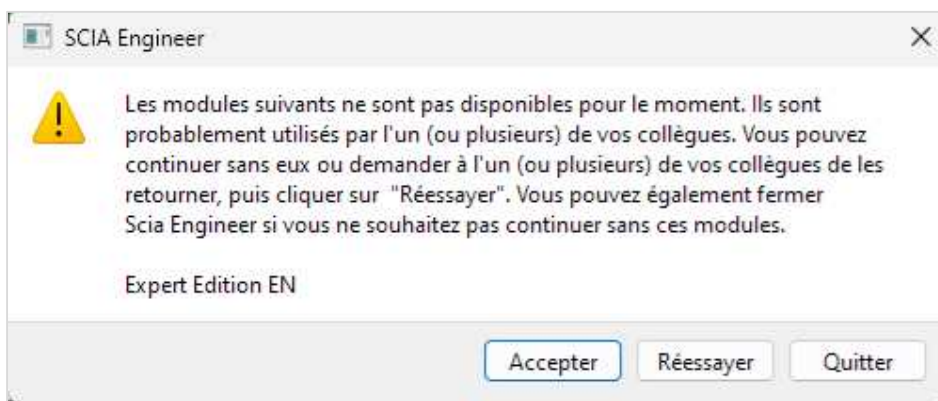 SCIA Engineer
Les modules suivants ne sont pas disponibles pour le moment. Ils sont
probablement utilisés par l'un (ou plusieurs) de vos collègues. Vous pouvez
continuer sans eux ou demander à l'un (ou plusieurs) de vos collègues de les
retourner, puis cliquer sur  "Réessayer". Vous pouvez également fermer
Scia Engineer si vous ne souhaitez pas continuer sans ces modules.
Expert Edition EN
Accepter Réessayer Quitter